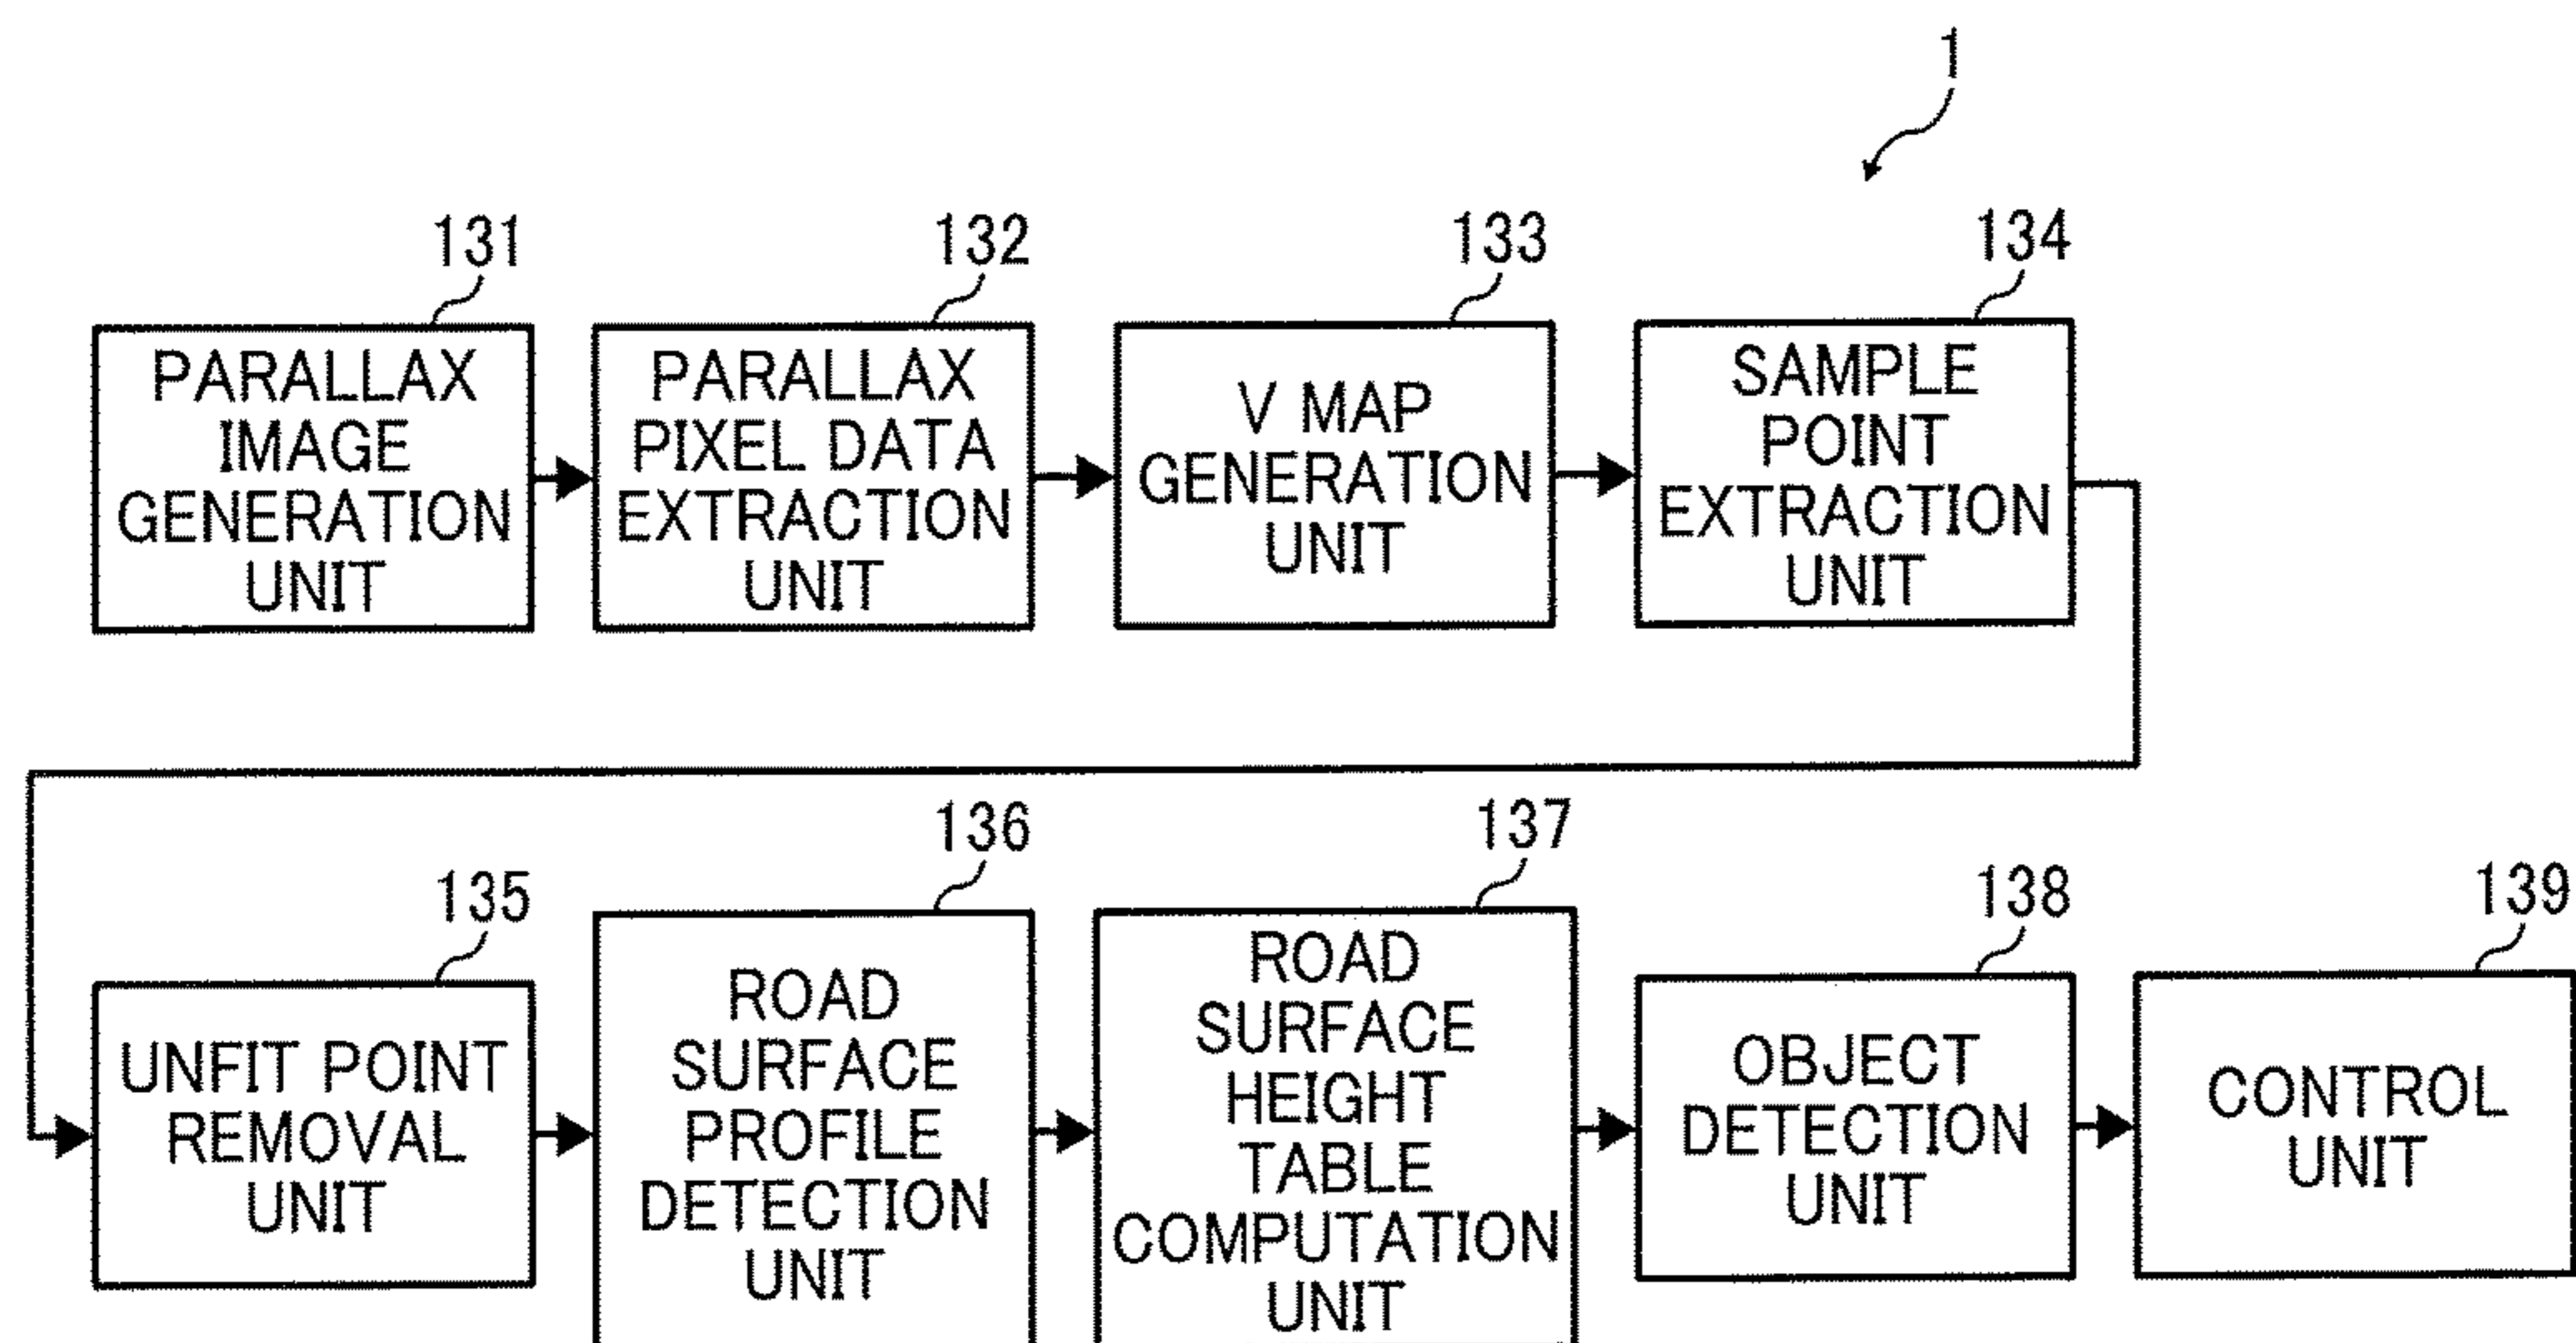 1
131
132
133
134
PARALLAX
IMAGE
GENERATION
UNIT
PARALLAX
PIXEL DATA
EXTRACTION
UNIT
V MAP
GENERATION
UNIT
SAMPLE
POINT
EXTRACTION
UNIT
135
136
137
138
139
UNFIT POINT
REMOVAL
UNIT
ROAD
SURFACE
PROFILE
DETECTION
UNIT
ROAD
SURFACE
HEIGHT
TABLE
COMPUTATION
UNIT
OBJECT
DETECTION
UNIT
CONTROL
UNIT